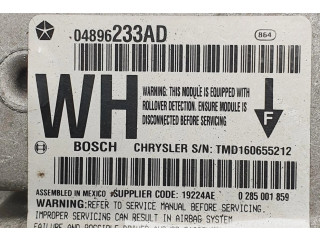 04896233AD
864
WH
WARNING: THIS MODULE IS EQUIPPED WITH
ROLLOVER DETECTION. ENSURE MODULE IS
DISCONNECTED BEFORE SERVICING
F
BOSCH CHRYSLER S/N: TMD160655212
ASSEMBLED IN MEXICO *SUPPLIER CODE: 19224AE 0 285 001 859
WARNING: REFER TO SERVICE MANUAL BEFORE SERVICING.
IMPROPER SERVICING CAN RESULT IN AIRBAG SYSTEM
FAILURE AND